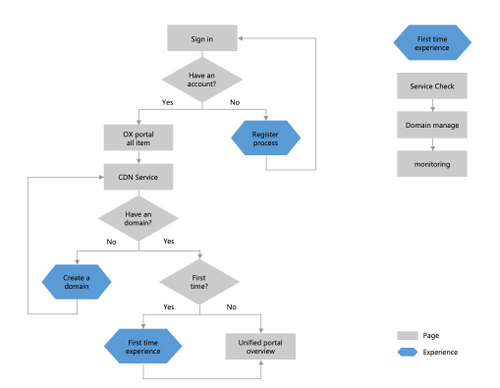 Sign in
First time
experience
Have an
account?
Service Check
Yes
No
OX portal
all item
Register
process
Domain manage
CDN Service
monitoring
Have an
domain?
No
Yes
Create a
domain
First
time?
Yes
No
First time
experience
Unified portal
overview
Page
Experience